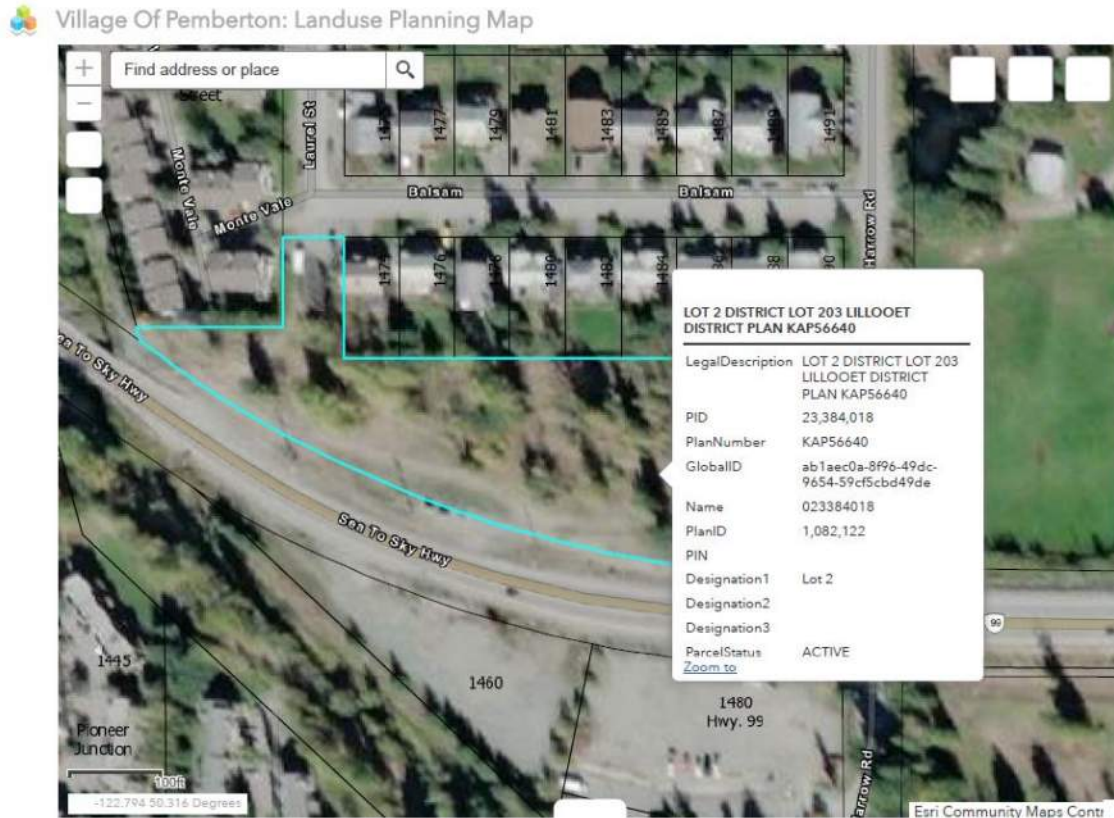 Village Of Pemberton: Landuse Planning Map
Find address or place
Street
Laurel St
Monte Vale
Monte Vale
Balsam
Balsam
Harrow Rd
1477
1479
1481
1483
1485
1487
1489
1491
1474
1476
1478
1480
1482
1484
LOT 2 DISTRICT LOT 203 LILLOOET
DISTRICT PLAN KAP56640
LegalDescription LOT 2 DISTRICT LOT 203
LILLOOET DISTRICT
PLAN KAP56640
PID 23,384,018
PlanNumber KAP56640
GlobalID ab1aec0a-8f96-49dc-
9654-59cf5cbd49de
Name 023384018
PlanID 1,082,122
PIN
Designation1 Lot 2
Designation2
Designation3
ParcelStatus ACTIVE
Zoom to
Sea To Sky Hwy
Sea To Sky Hwy
99
1445
1460
1480
Hwy. 99
Pioneer
Junction
Harrow Rd
100ft
-122.794 50.316 Degrees
Esri Community Maps Contr